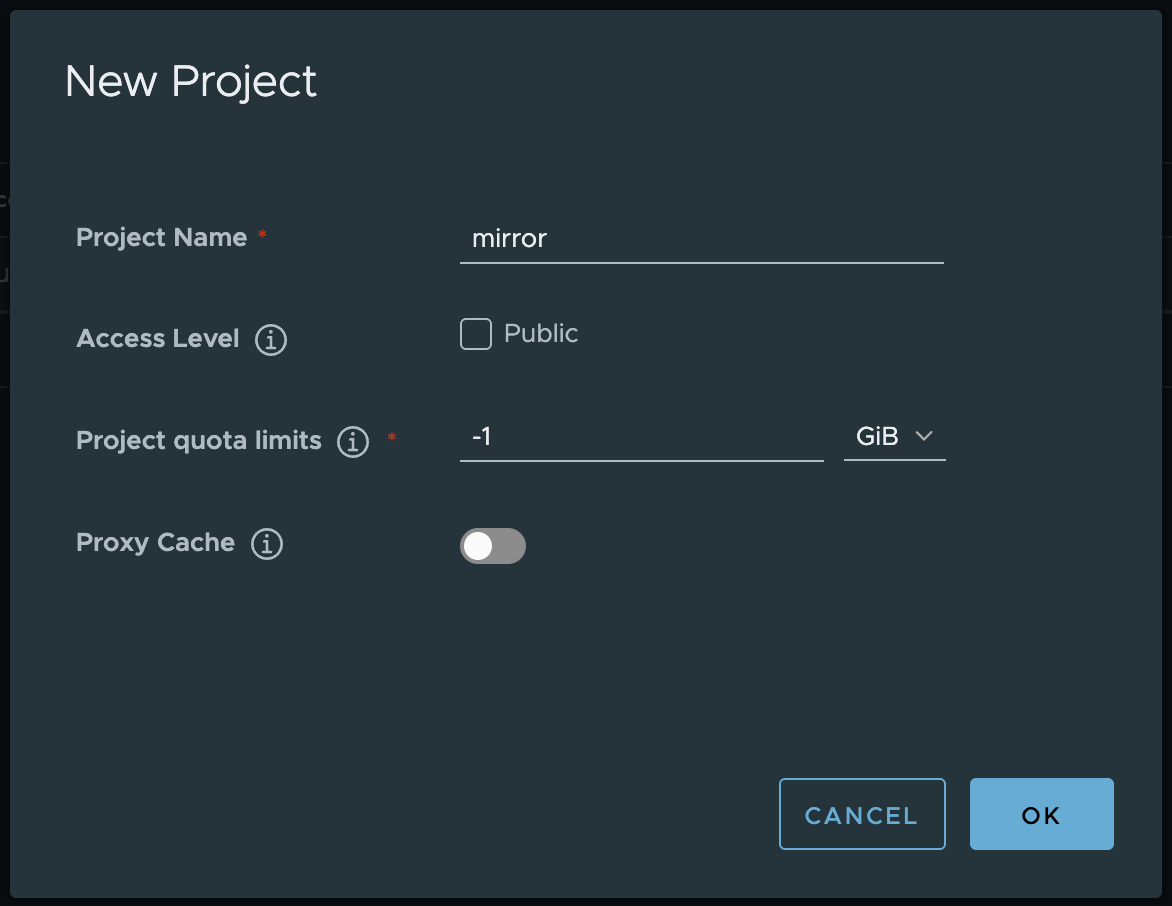 New Project
Project Name *
mirror
Access Level
Public
Project quota limits *
-1
GiB
Proxy Cache
CANCEL
OK